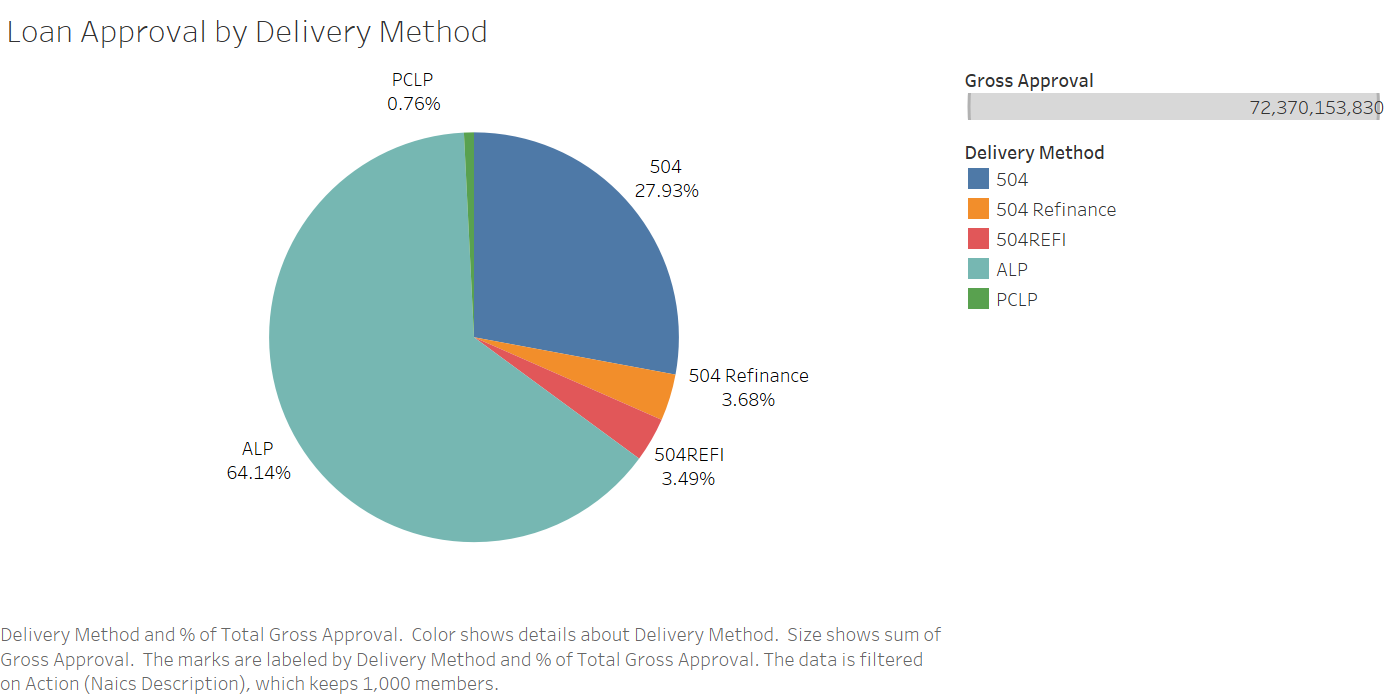 Loan Approval by Delivery Method
PCLP
0.76%
504
27.93%
504 Refinance
3.68%
504REFI
3.49%
ALP
64.14%
Gross Approval
72,370,153,830
Delivery Method
504
504 Refinance
504REFI
ALP
PCLP
Delivery Method and % of Total Gross Approval.  Color shows details about Delivery Method.  Size shows sum of
Gross Approval.  The marks are labeled by Delivery Method and % of Total Gross Approval. The data is filtered
on Action (Naics Description), which keeps 1,000 members.